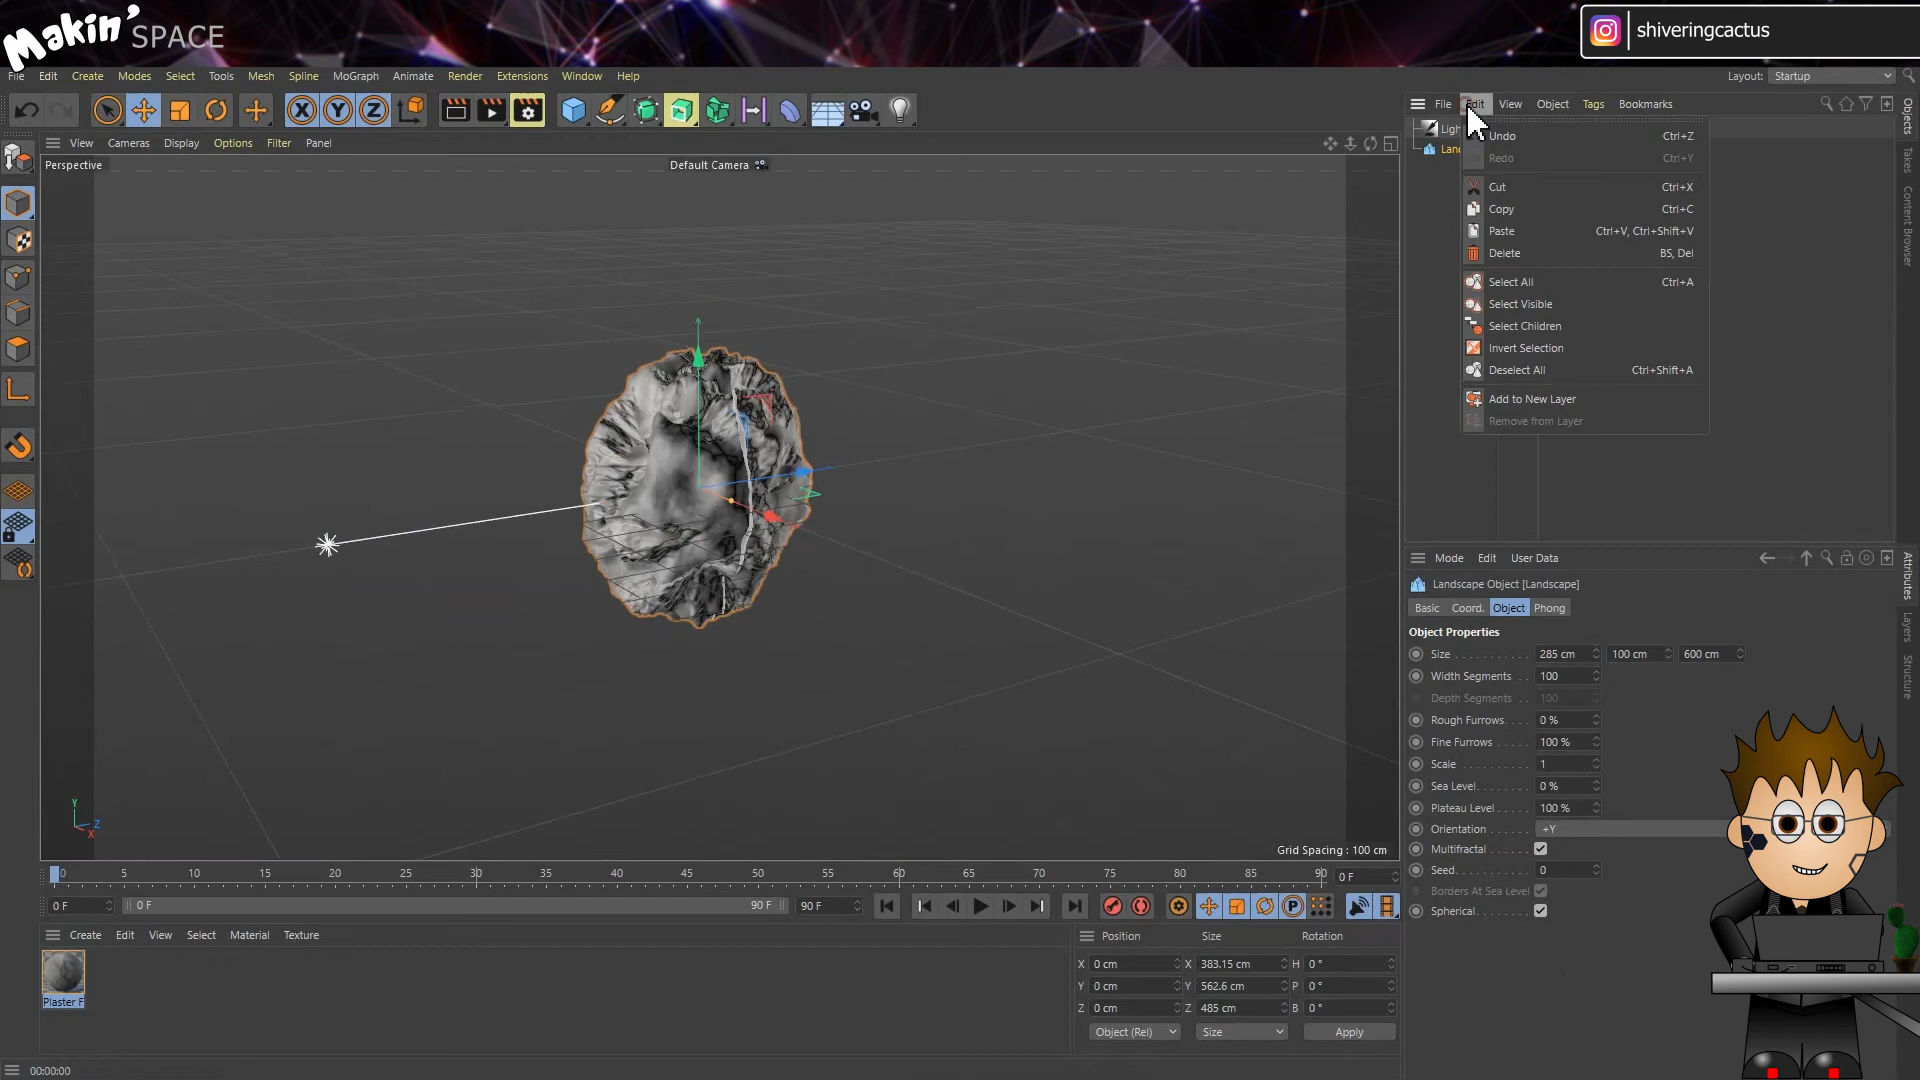 Makin' SPACE
shiveringcactus
File Edit Create Modes Select Tools Mesh Spline MoGraph Animate Render Extensions Window Help
Layout: Startup
X Y Z
File Edit View Object Tags Bookmarks
View Cameras Display Options Filter Panel
Perspective
Default Camera
Undo Ctrl+Z
Redo Ctrl+Y
Cut Ctrl+X
Copy Ctrl+C
Paste Ctrl+V, Ctrl+Shift+V
Delete BS, Del
Select All Ctrl+A
Select Visible
Select Children
Invert Selection
Deselect All Ctrl+Shift+A
Add to New Layer
Remove from Layer
Objects
Takes
Content Browser
Attributes
Layers
Structure
Mode Edit User Data
Landscape Object [Landscape]
Basic Coord. Object Phong
Object Properties
Size 285 cm 100 cm 600 cm
Width Segments 100
Depth Segments 100
Rough Furrows 0 %
Fine Furrows 100 %
Scale 1
Sea Level 0 %
Plateau Level 100 %
Orientation +Y
Multifractal
Seed 0
Borders At Sea Level
Spherical
Y
Z
X
Grid Spacing : 100 cm
0 5 10 15 20 25 30 35 40 45 50 55 60 65 70 75 80 85 90 0 F
0 F 0 F 90 F 90 F
P
Create Edit View Select Material Texture
Plaster F
Position Size Rotation
X 0 cm X 383.15 cm H 0 °
Y 0 cm Y 562.6 cm P 0 °
Z 0 cm Z 485 cm B 0 °
Object (Rel) Size Apply
00:00:00